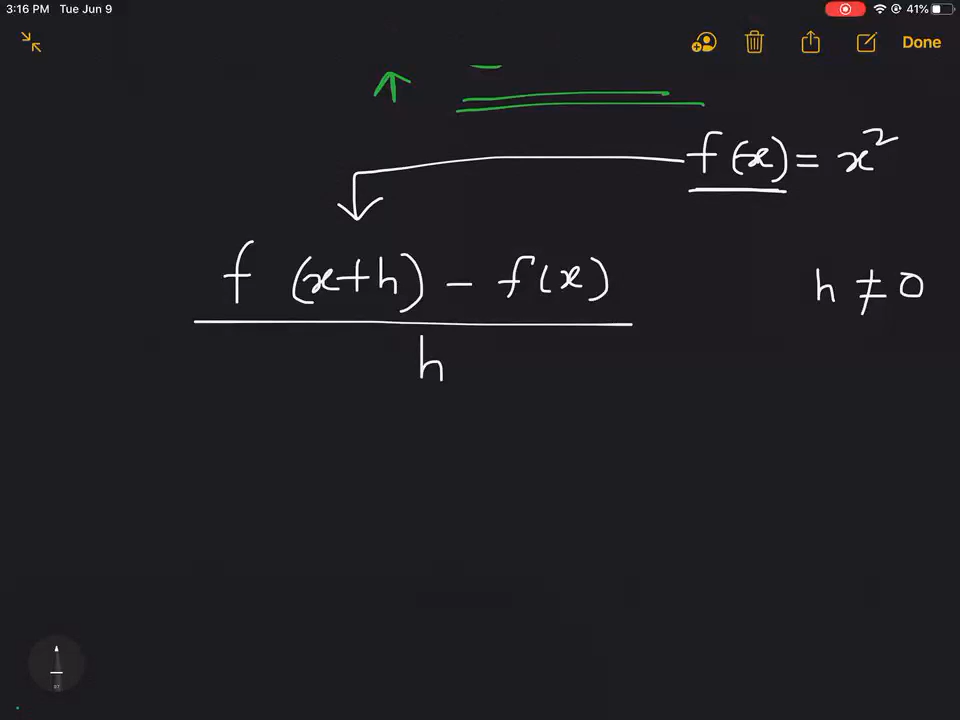 3:16 PM Tue Jun 9 41%
Done
f(x) = x²
f (x+h) - f(x)
h ≠ 0
h